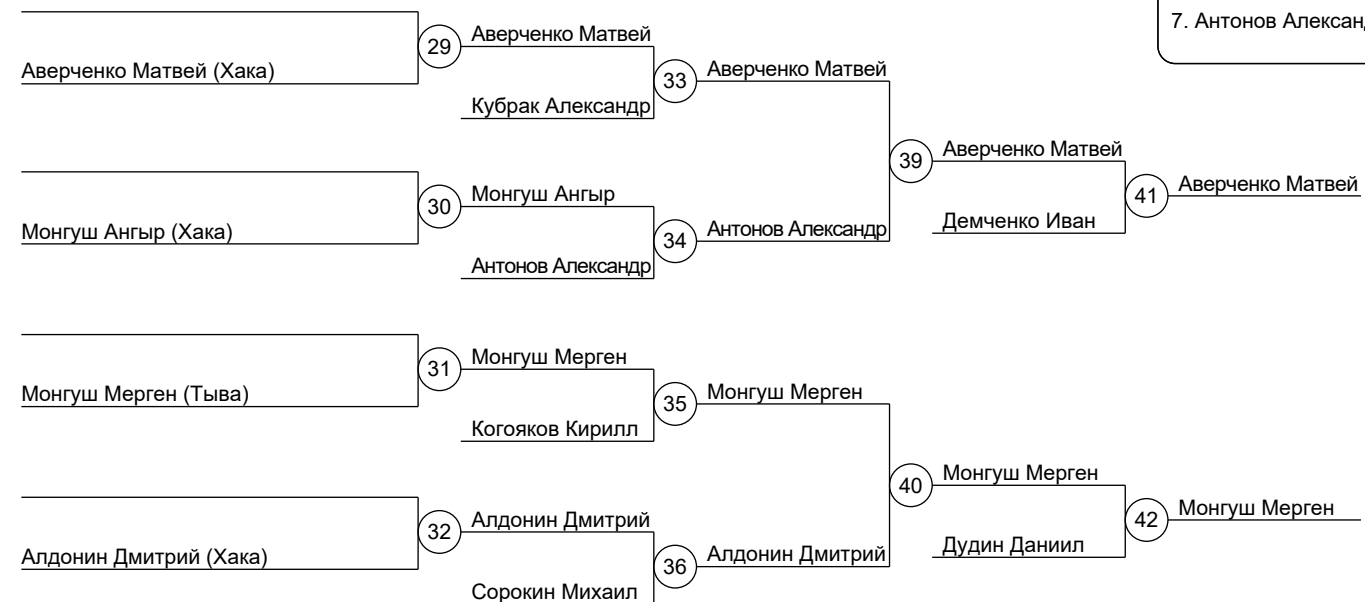 7. Антонов Алексан
29
Аверченко Матвей
Аверченко Матвей (Хака)
33
Аверченко Матвей
Кубрак Александр
39
Аверченко Матвей
30
Монгуш Ангыр
41
Аверченко Матвей
Монгуш Ангыр (Хака)
34
Антонов Александр
Демченко Иван
Антонов Александр
31
Монгуш Мерген
Монгуш Мерген (Тыва)
35
Монгуш Мерген
Когояков Кирилл
40
Монгуш Мерген
32
Алдонин Дмитрий
42
Монгуш Мерген
Алдонин Дмитрий (Хака)
36
Алдонин Дмитрий
Дудин Даниил
Сорокин Михаил